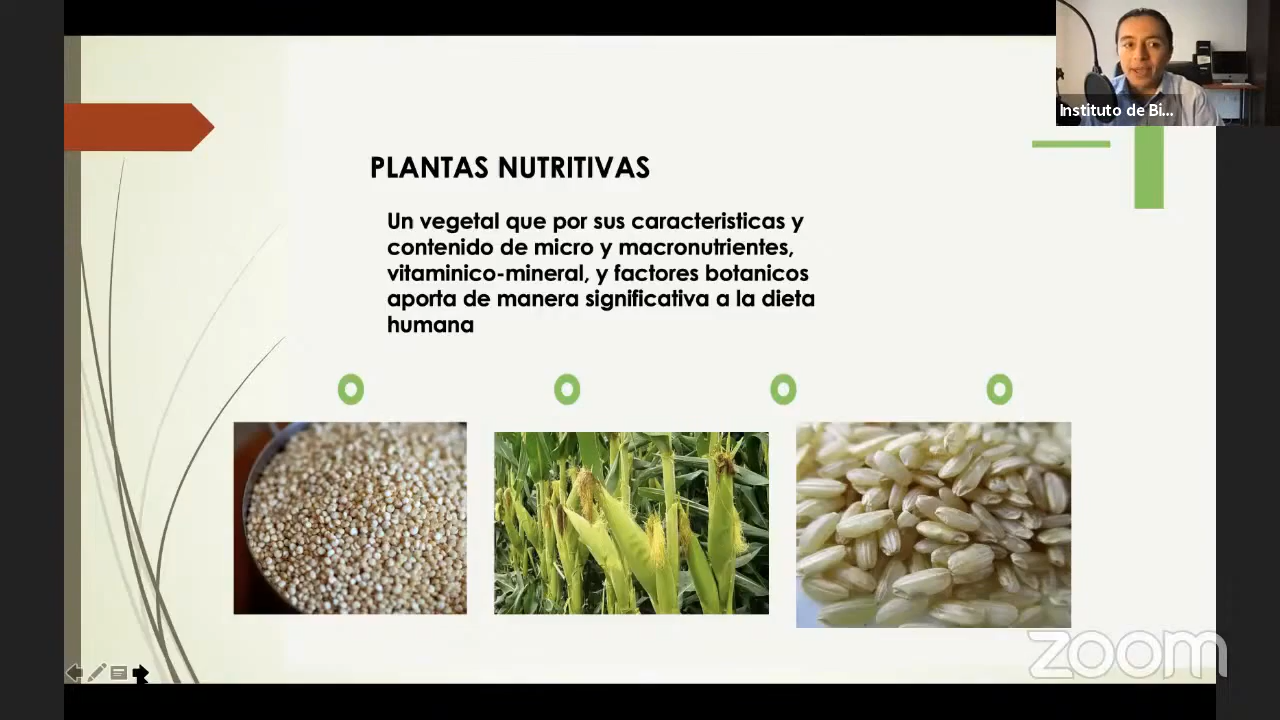 Instituto de Bi...
PLANTAS NUTRITIVAS
Un vegetal que por sus caracteristicas y
contenido de micro y macronutrientes,
vitaminico-mineral, y factores botanicos
aporta de manera significativa a la dieta
humana
zoom